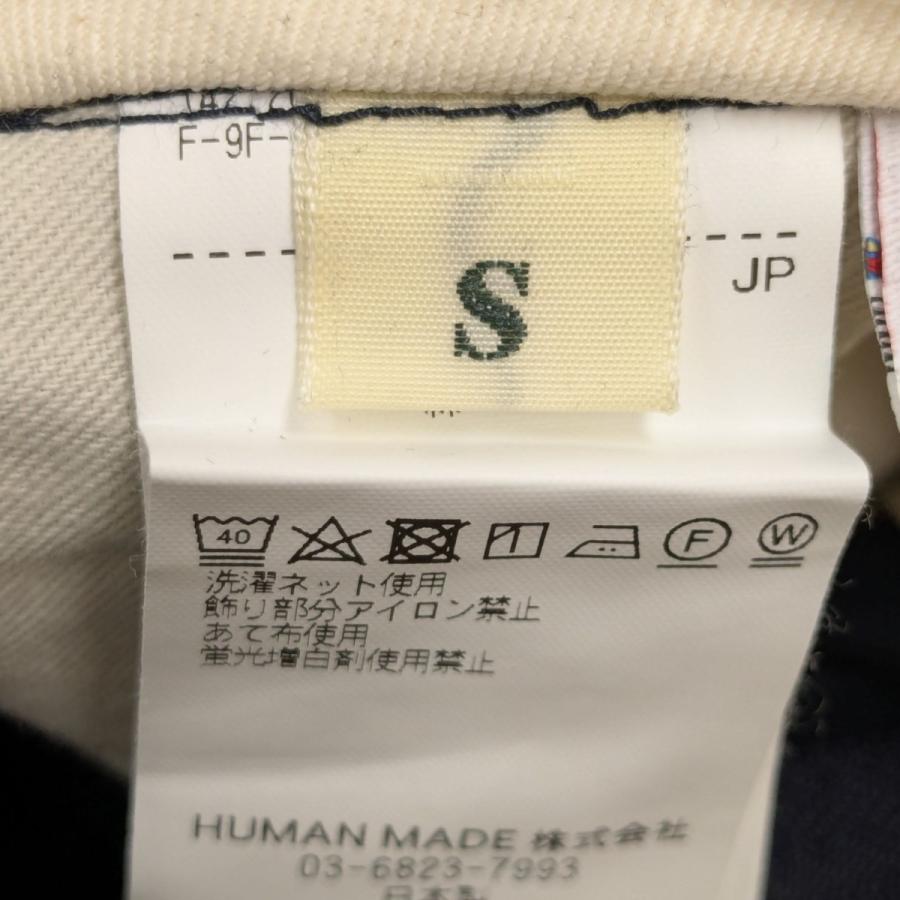 F-9F-
S
JP
40
F
W
洗濯ネット使用
飾り部分アイロン禁止
あて布使用
蛍光増白剤使用禁止
HUMAN MADE 株式会社
03-6823-7993
日本製